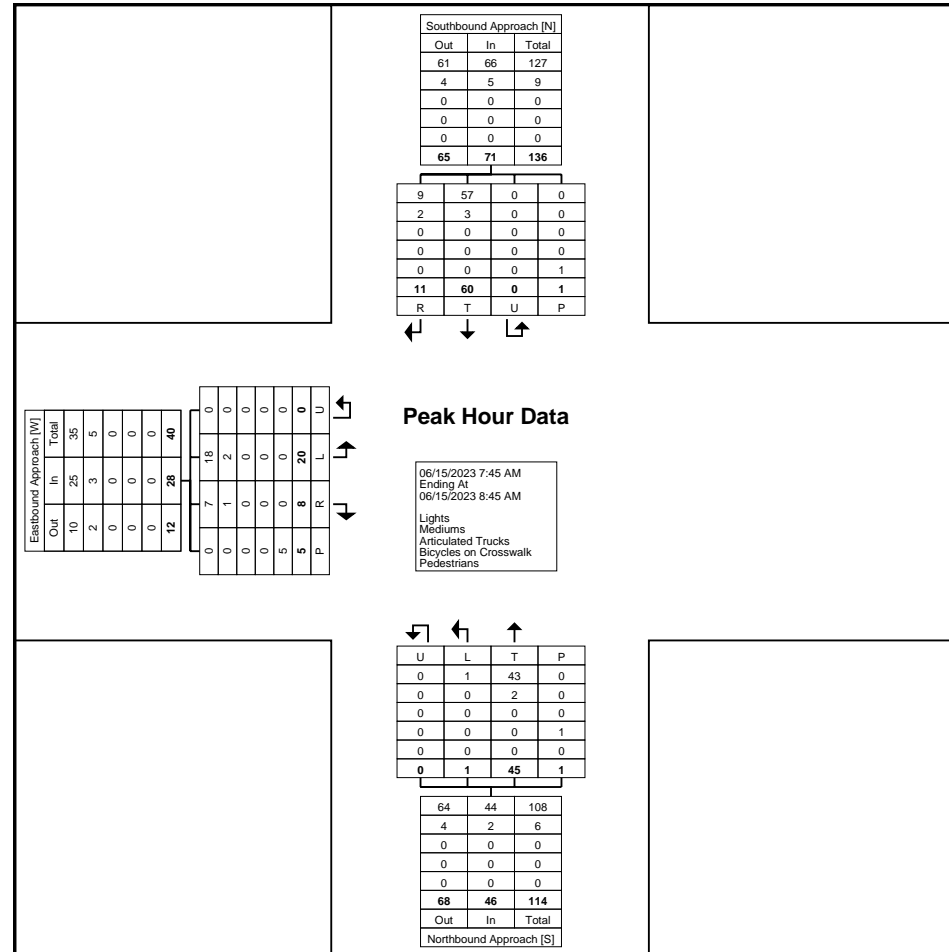 Southbound Approach [N]
Out In Total
61 66 127
4 5 9
0 0 0
0 0 0
0 0 0
65 71 136
9 57 0 0
2 3 0 0
0 0 0 0
0 0 0 0
0 0 0 1
11 60 0 1
R T U P
Eastbound Approach [W]
Out In Total
10 25 35
2 3 5
0 0 0
0 0 0
0 0 0
12 28 40
0 7 18 0
0 1 2 0
0 0 0 0
0 0 0 0
5 0 0 0
5 8 20 0
P R L U
Peak Hour Data
06/15/2023 7:45 AM
Ending At
06/15/2023 8:45 AM
Lights
Mediums
Articulated Trucks
Bicycles on Crosswalk
Pedestrians
U L T P
0 1 43 0
0 0 2 0
0 0 0 0
0 0 0 1
0 0 0 0
0 1 45 1
64 44 108
4 2 6
0 0 0
0 0 0
0 0 0
68 46 114
Out In Total
Northbound Approach [S]